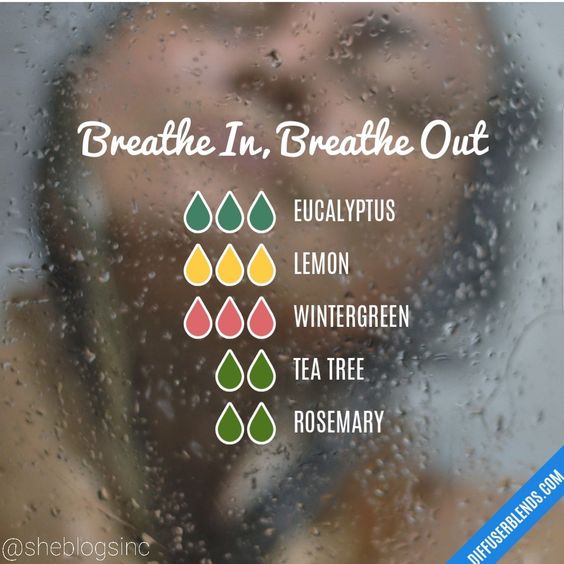 Breathe In, Breathe Out
EUCALYPTUS
LEMON
WINTERGREEN
TEA TREE
ROSEMARY
DIFFUSERBLENDS.COM
@sheblogsinc